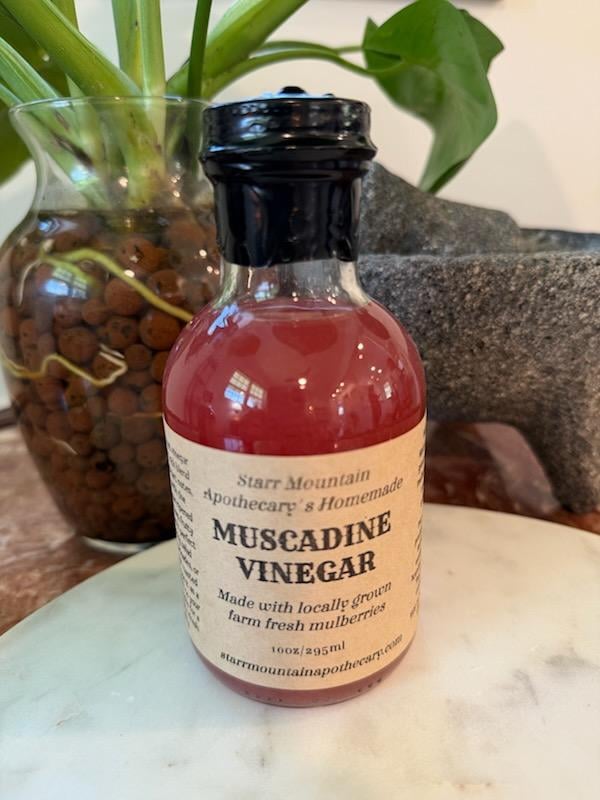 Starr Mountain
Apothecary's Homemade
MUSCADINE
VINEGAR
Made with locally grown
farm fresh mulberries
10oz/295ml
starrmountainapothecary.com